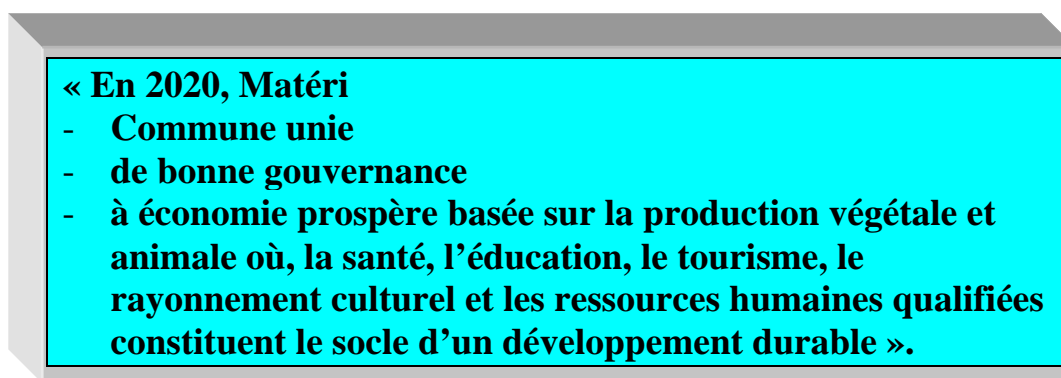 « En 2020, Matéri
- Commune unie
- de bonne gouvernance
- à économie prospère basée sur la production végétale et
animale où, la santé, l’éducation, le tourisme, le
rayonnement culturel et les ressources humaines qualifiées
constituent le socle d’un développement durable ».